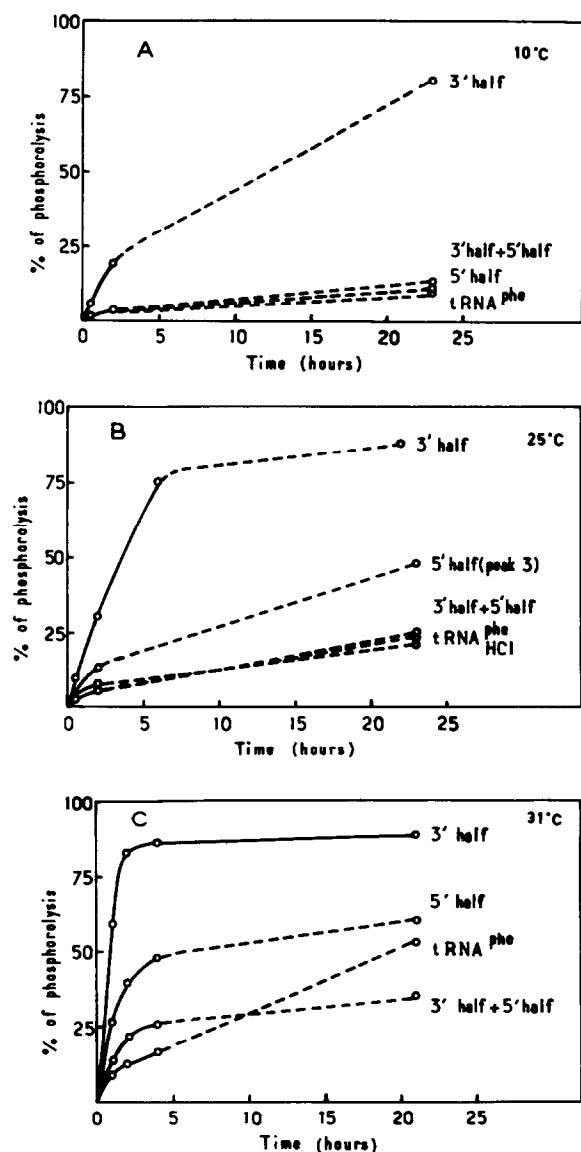 A
10°C
100
75
50
25
0
5
10
15
20
25
% of phosphorolysis
Time (hours)
3' half
3'half+5'half
5' half
tRNA phe
B
25°C
100
75
50
25
0
5
10
15
20
25
% of phosphorolysis
Time (hours)
3' half
5' half(peak 3)
3'half+5'half
tRNA phe HCl
C
31°C
100
75
50
25
0
5
10
15
20
25
% of phosphorolysis
Time (hours)
3' half
5' half
tRNA phe
3' half+5'half